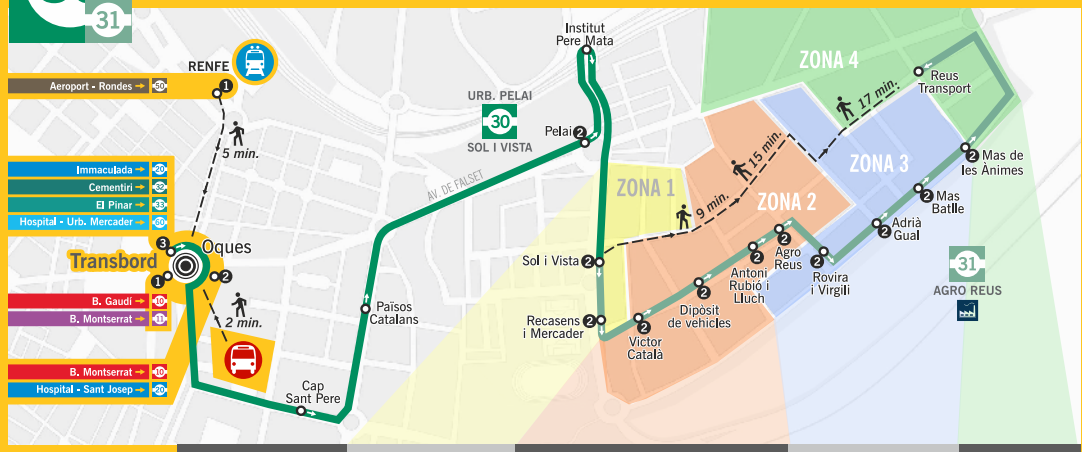 31
RENFE
Aeroport - Rondes → 50
1
5 min.
Immaculada → 20
Cementiri → 32
El Pinar → 33
Hospital - Urb. Mercader → 60
3
Oques
Transbord
1
2
B. Gaudí → 10
B. Montserrat → 11
2 min.
B. Montserrat → 10
Hospital - Sant Josep → 20
Cap
Sant Pere
Països
Catalans
AV. DE FALSET
URB. PELAI
30
SOL I VISTA
Institut
Pere Mata
Pelai 2
ZONA 1
Sol i Vista 2
Recasens
i Mercader 2
9 min.
15 min.
17 min.
ZONA 2
ZONA 3
ZONA 4
2
Victor
Català
2
Dipòsit
de vehicles
2
Antoni
Rubió i
Lluch
2
Agro
Reus
2
Rovira
i Virgili
2
Adrià
Gual
2
Mas
Batlle
2
Mas de
les Ànimes
Reus
Transport
31
AGRO REUS